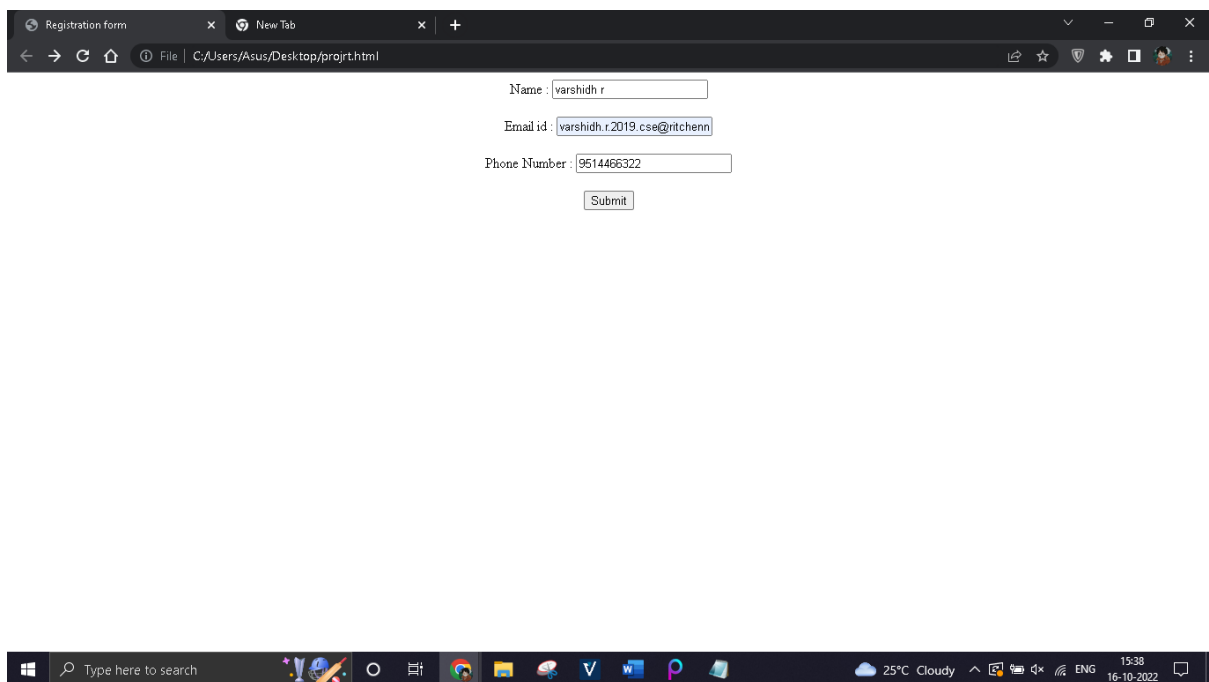 Registration form
New Tab
File | C:/Users/Asus/Desktop/projrt.html
Name : varshidh r
Email id : varshidh.r.2019.cse@ritchenn
Phone Number : 9514466322
Submit
Type here to search
25°C Cloudy
ENG
15:38
16-10-2022